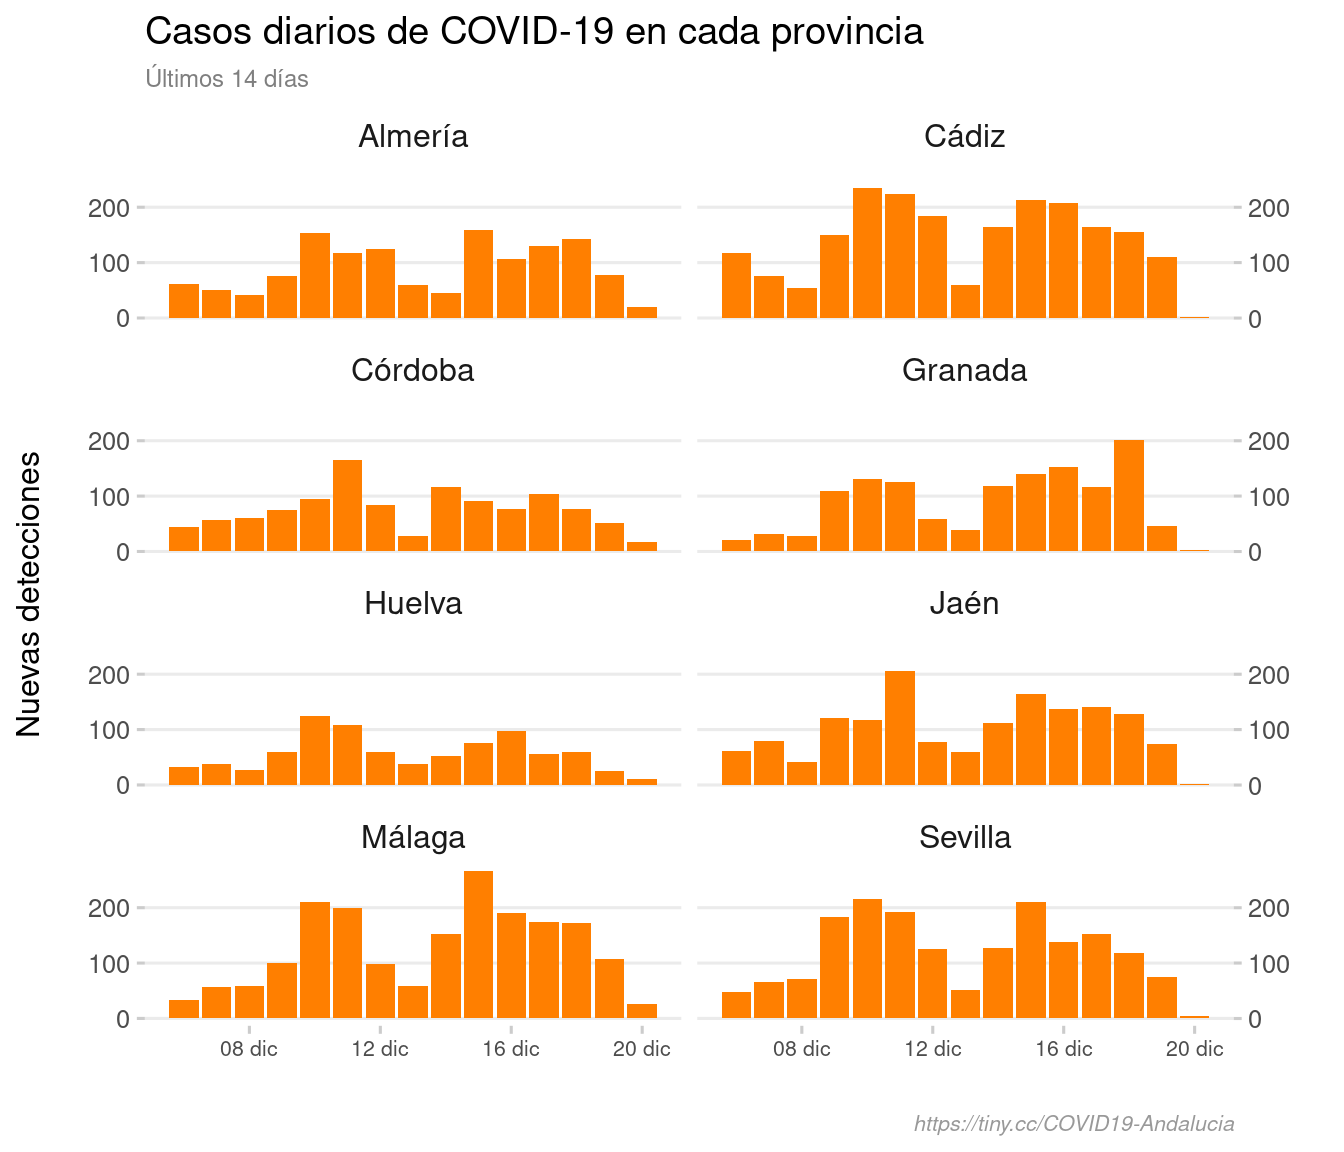 Casos diarios de COVID-19 en cada provincia
Últimos 14 días
Nuevas detecciones
Almería
Cádiz
200
100
0
200
100
0
Córdoba
Granada
200
100
0
200
100
0
Huelva
Jaén
200
100
0
200
100
0
Málaga
Sevilla
200
100
0
200
100
0
08 dic 12 dic 16 dic 20 dic
08 dic 12 dic 16 dic 20 dic
https://tiny.cc/COVID19-Andalucia